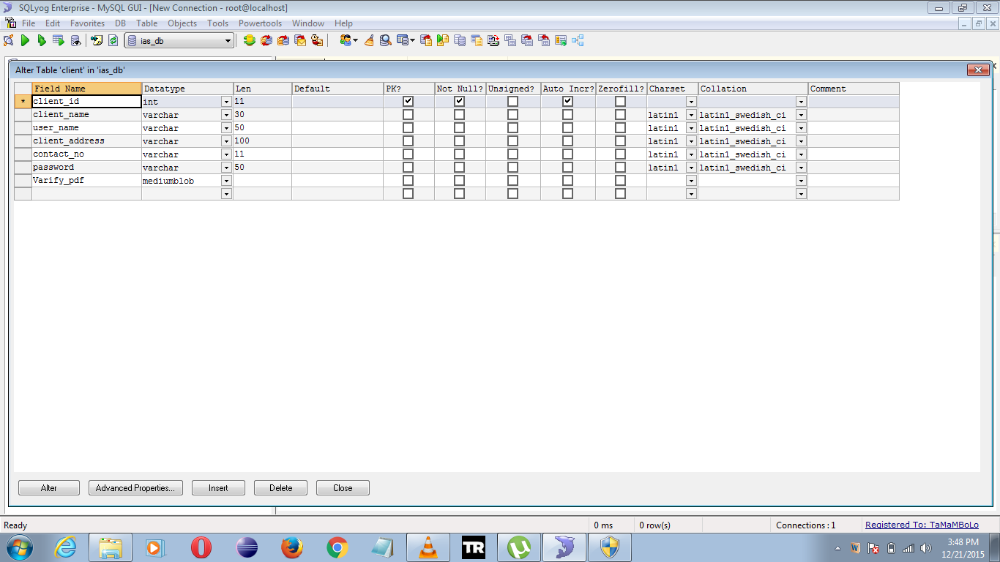 SQLyog Enterprise - MySQL GUI - [New Connection - root@localhost]
File Edit Favorites DB Table Objects Tools Powertools Window Help
ias_db
Alter Table 'client' in 'ias_db'
Field Name Datatype Len Default PK? Not Null? Unsigned? Auto Incr? Zerofill? Charset Collation Comment
* client_id int 11
client_name varchar 30 latin1 latin1_swedish_ci
user_name varchar 50 latin1 latin1_swedish_ci
client_address varchar 100 latin1 latin1_swedish_ci
contact_no varchar 11 latin1 latin1_swedish_ci
password varchar 50 latin1 latin1_swedish_ci
Varify_pdf mediumblob
Alter Advanced Properties... Insert Delete Close
Ready 0 ms 0 row(s) Connections : 1 Registered To: TaMaMBoLo
TR
3:48 PM
12/21/2015